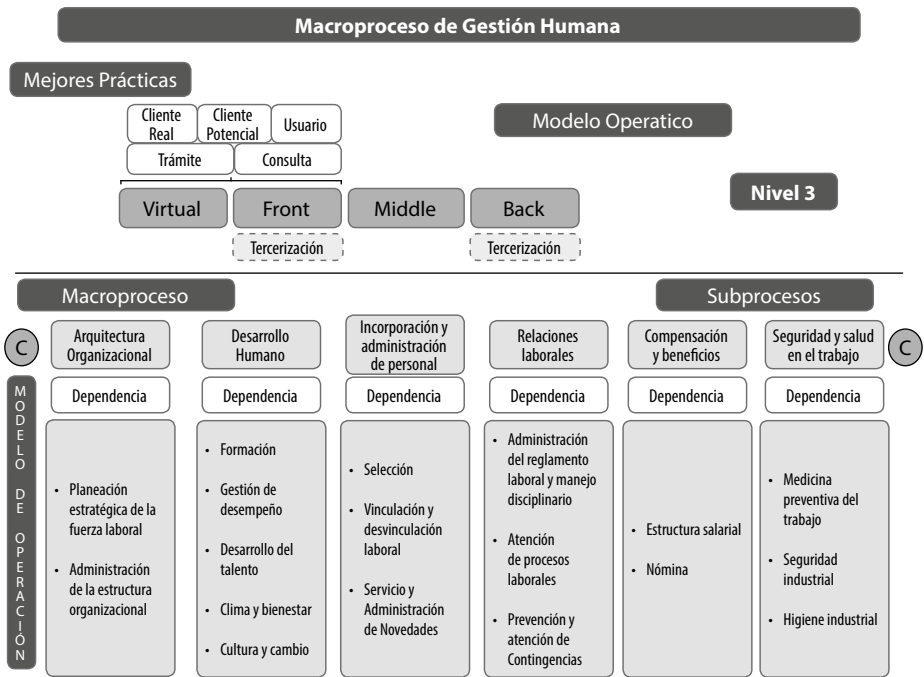 Macroproceso de Gestión Humana
Mejores Prácticas
Cliente
Real
Cliente
Potencial
Usuario
Trámite
Consulta
Modelo Operatico
Nivel 3
Virtual
Front
Middle
Back
Tercerización
Tercerización
Macroproceso
Subprocesos
C
Arquitectura
Organizacional
Desarrollo
Humano
Incorporación y
administración
de personal
Relaciones
laborales
Compensación
y beneficios
Seguridad y salud
en el trabajo
C
Dependencia
Dependencia
Dependencia
Dependencia
Dependencia
Dependencia
MODELO DE OPERACIÓN
• Planeación
estratégica de la
fuerza laboral
• Administración
de la estructura
organizacional
• Formación
• Gestión de
desempeño
• Desarrollo del
talento
• Clima y bienestar
• Cultura y cambio
• Selección
• Vinculación y
desvinculación
laboral
• Servicio y
Administración
de Novedades
• Administración
del reglamento
laboral y manejo
disciplinario
• Atención
de procesos
laborales
• Prevención y
atención de
Contingencias
• Estructura salarial
• Nómina
• Medicina
preventiva del
trabajo
• Seguridad
industrial
• Higiene industrial